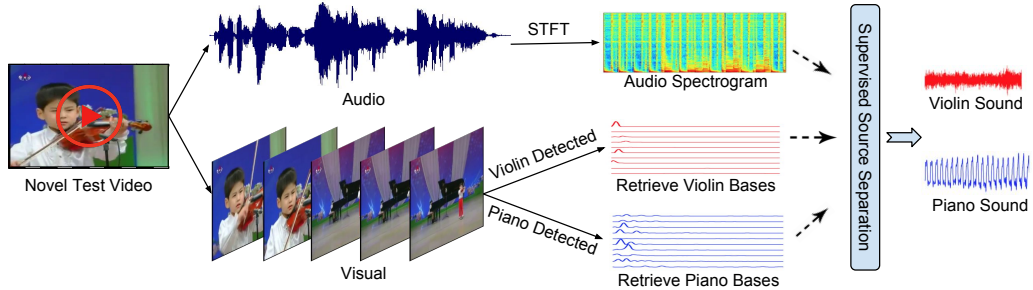 Novel Test Video
Audio
STFT
Audio Spectrogram
Visual
Violin Detected
Piano Detected
Retrieve Violin Bases
Retrieve Piano Bases
Supervised Source Separation
Violin Sound
Piano Sound